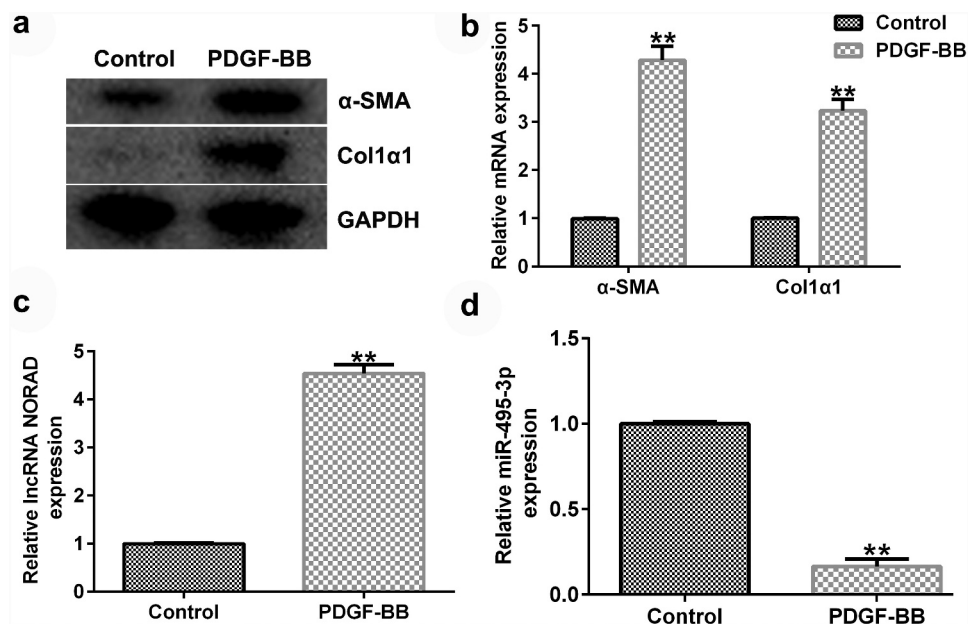 a
Control PDGF-BB
α-SMA
Col1α1
GAPDH
b
Relative mRNA expression
5
4
3
2
1
0
**
**
Control
PDGF-BB
α-SMA Col1α1
c
Relative lncRNA NORAD
expression
5
4
3
2
1
0
**
Control PDGF-BB
d
Relative miR-495-3p
expression
1.5
1.0
0.5
0.0
**
Control PDGF-BB